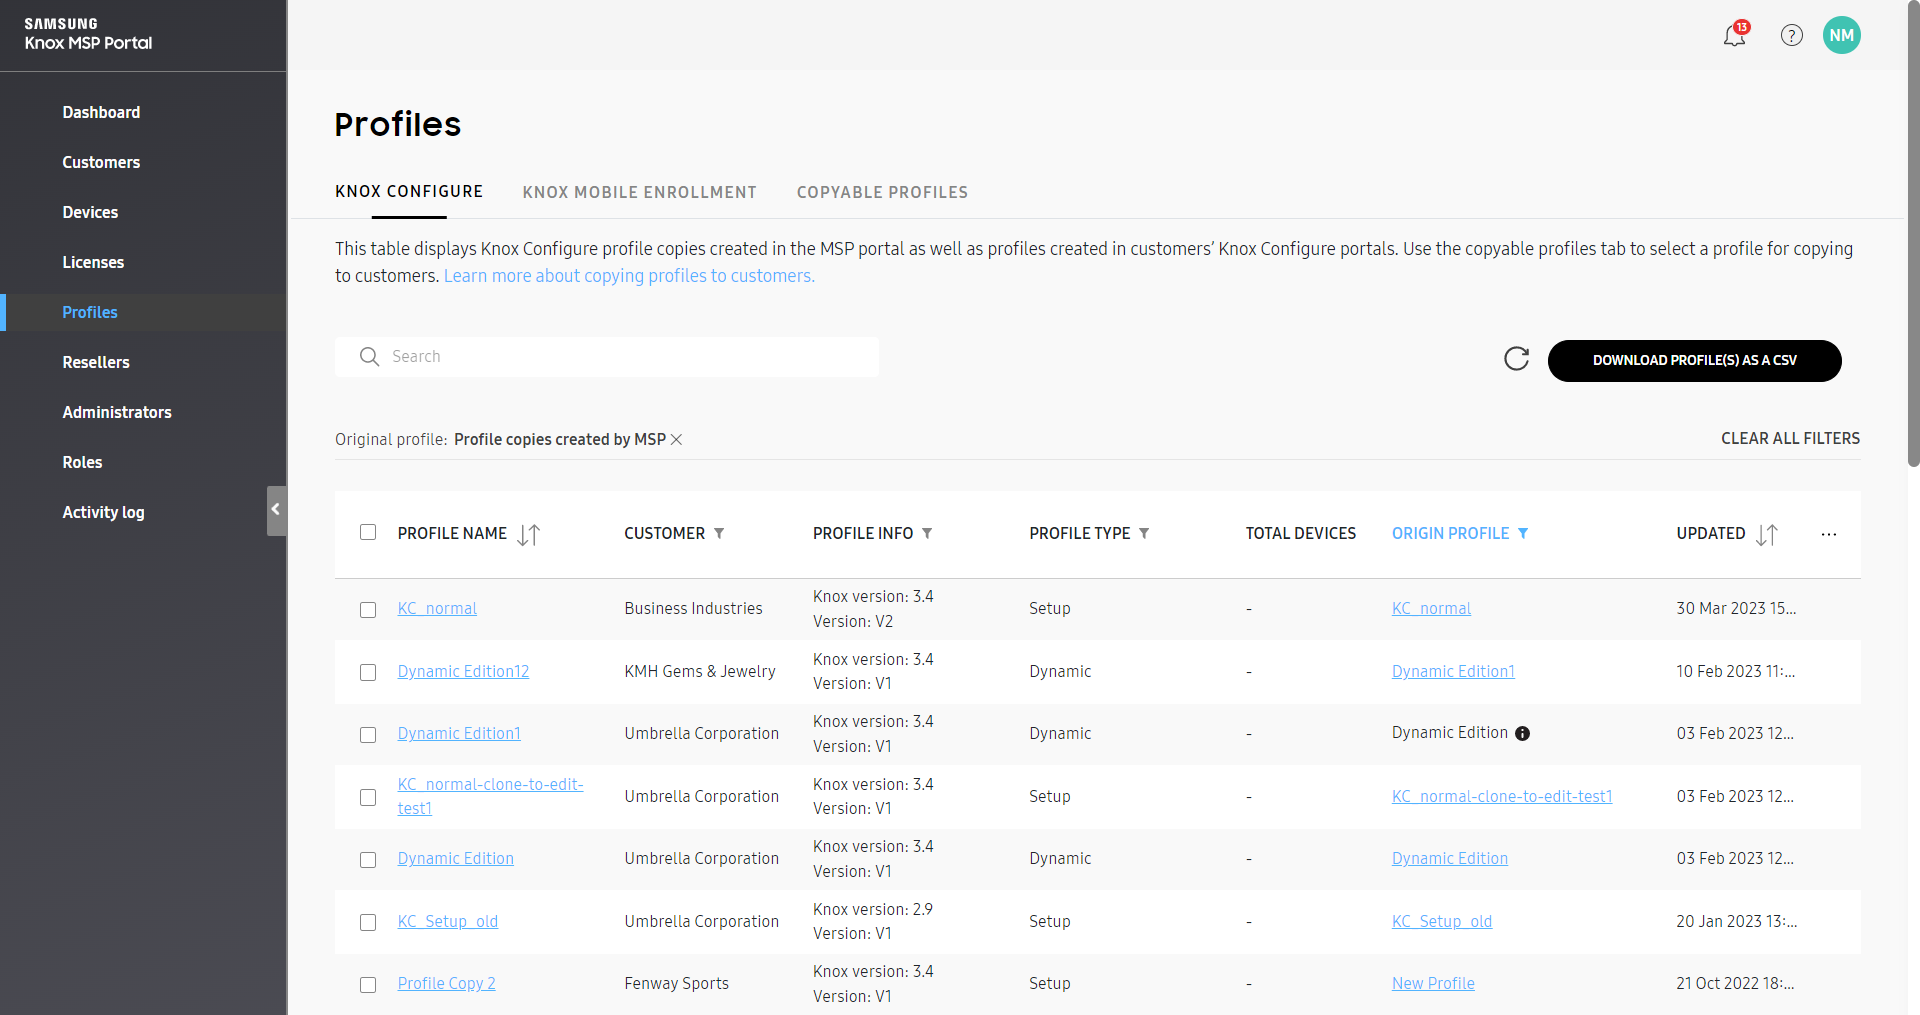 SAMSUNG
Knox MSP Portal
13
?
NM
Dashboard
Customers
Devices
Licenses
Profiles
Resellers
Administrators
Roles
Activity log
Profiles
KNOX CONFIGURE KNOX MOBILE ENROLLMENT COPYABLE PROFILES
This table displays Knox Configure profile copies created in the MSP portal as well as profiles created in customers' Knox Configure portals. Use the copyable profiles tab to select a profile for copying
to customers. Learn more about copying profiles to customers.
Search
DOWNLOAD PROFILE(S) AS A CSV
Original profile: Profile copies created by MSP
CLEAR ALL FILTERS
PROFILE NAME CUSTOMER PROFILE INFO PROFILE TYPE TOTAL DEVICES ORIGIN PROFILE UPDATED ...
KC_normal Business Industries Knox version: 3.4 Setup - KC_normal 30 Mar 2023 15...
Version: V2
Dynamic Edition12 KMH Gems & Jewelry Knox version: 3.4 Dynamic - Dynamic Edition1 10 Feb 2023 11:...
Version: V1
Dynamic Edition1 Umbrella Corporation Knox version: 3.4 Dynamic - Dynamic Edition 03 Feb 2023 12...
Version: V1
KC_normal-clone-to-edit- Umbrella Corporation Knox version: 3.4 Setup - KC_normal-clone-to-edit-test1 03 Feb 2023 12...
test1 Version: V1
Dynamic Edition Umbrella Corporation Knox version: 3.4 Dynamic - Dynamic Edition 03 Feb 2023 12...
Version: V1
KC_Setup_old Umbrella Corporation Knox version: 2.9 Setup - KC_Setup_old 20 Jan 2023 13:...
Version: V1
Profile Copy 2 Fenway Sports Knox version: 3.4 Setup - New Profile 21 Oct 2022 18:...
Version: V1